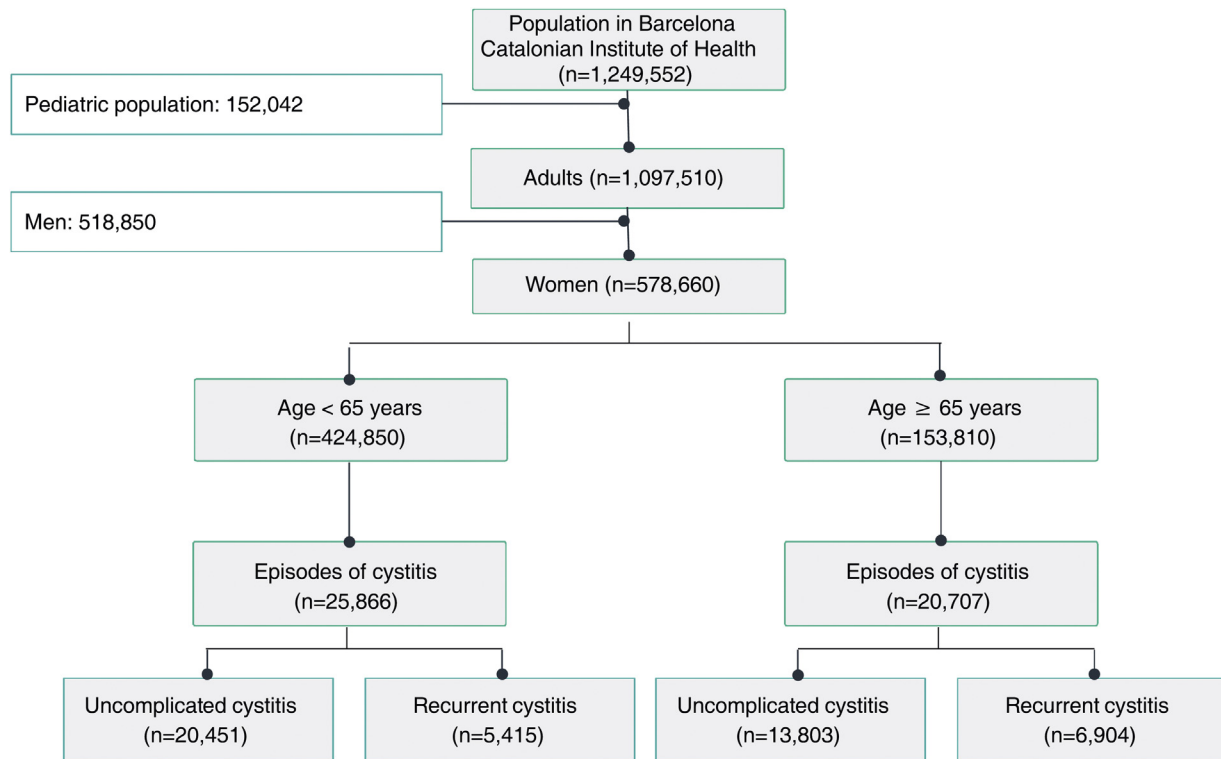 Population in Barcelona
Catalonian Institute of Health
(n=1,249,552)
Pediatric population: 152,042
Adults (n=1,097,510)
Men: 518,850
Women (n=578,660)
Age < 65 years
(n=424,850)
Age ≥ 65 years
(n=153,810)
Episodes of cystitis
(n=25,866)
Episodes of cystitis
(n=20,707)
Uncomplicated cystitis
(n=20,451)
Recurrent cystitis
(n=5,415)
Uncomplicated cystitis
(n=13,803)
Recurrent cystitis
(n=6,904)